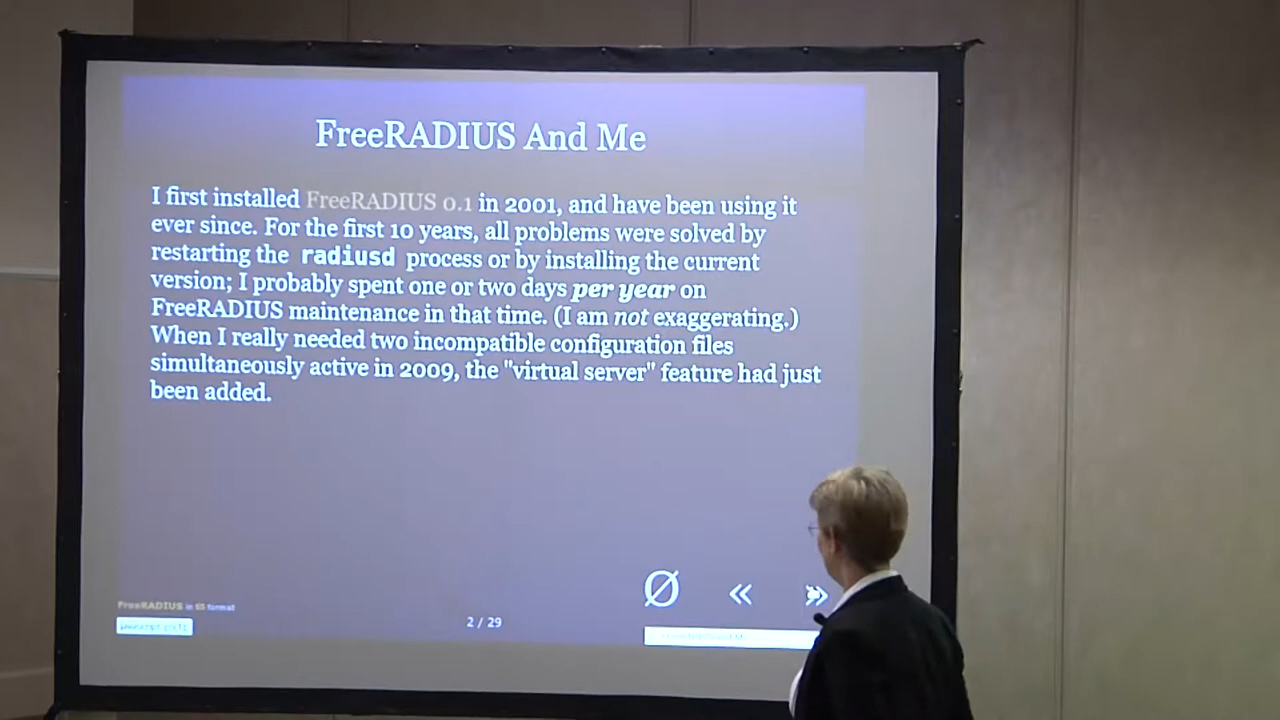 FreeRADIUS And Me
I first installed FreeRADIUS 0.1 in 2001, and have been using it
ever since. For the first 10 years, all problems were solved by
restarting the radiusd process or by installing the current
version; I probably spent one or two days per year on
FreeRADIUS maintenance in that time. (I am not exaggerating.)
When I really needed two incompatible configuration files
simultaneously active in 2009, the "virtual server" feature had just
been added.
Ø « »
FreeRADIUS in S5 format
2 / 29